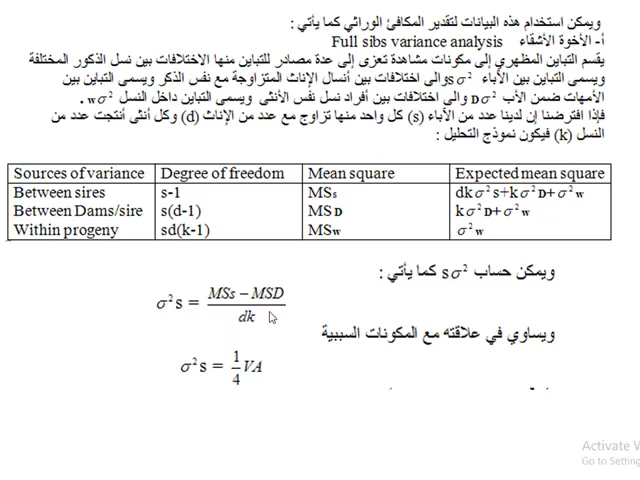 ويمكن استخدام هذه البيانات لتقدير المكافئ الوراثي كما يأتي :
أ- الأخوة الأشقاء Full sibs variance analysis
يقسم التباين المظهري إلى مكونات مشاهدة تعزى إلى عدة مصادر للتباين منها الاختلافات بين نسل الذكور المختلفة
ويسمى التباين بين الأباء sσ² والى اختلافات بين أنسال الإناث المتزاوجة مع نفس الذكر ويسمى التباين بين
الأمهات ضمن الأب Dσ² والى اختلافات بين أفراد نسل نفس الأنثى ويسمى التباين داخل النسل wσ² .
فإذا افترضنا إن لدينا عدد من الأباء (s) كل واحد منها تزاوج مع عدد من الإناث (d) وكل أنثى أنتجت عدد من
النسل (k) فيكون نموذج التحليل :
Sources of variance | Degree of freedom | Mean square | Expected mean square
Between sires | s-1 | MSs | dkσ²s+kσ²D+σ²w
Between Dams/sire | s(d-1) | MSD | kσ²D+σ²w
Within progeny | sd(k-1) | MSw | σ²w
ويمكن حساب sσ² كما يأتي :
σ²s = (MSs – MSD) / dk
ويساوي في علاقته مع المكونات السببية
σ²s = 1/4 VA
Activate W
Go to Setting